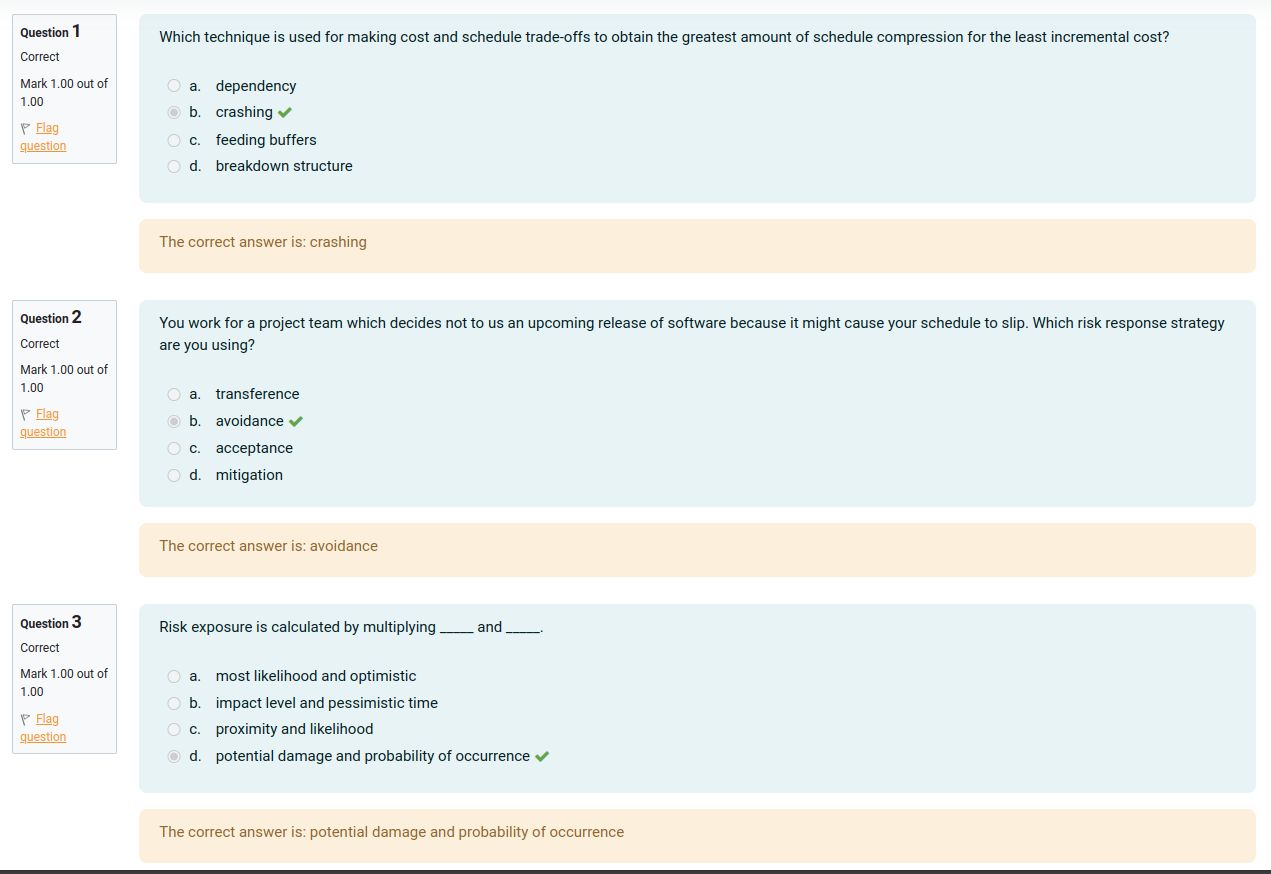 Question 1
Correct
Mark 1.00 out of
1.00
Flag
question
Which technique is used for making cost and schedule trade-offs to obtain the greatest amount of schedule compression for the least incremental cost?
a. dependency
b. crashing
c. feeding buffers
d. breakdown structure
The correct answer is: crashing
Question 2
Correct
Mark 1.00 out of
1.00
Flag
question
You work for a project team which decides not to us an upcoming release of software because it might cause your schedule to slip. Which risk response strategy
are you using?
a. transference
b. avoidance
c. acceptance
d. mitigation
The correct answer is: avoidance
Question 3
Correct
Mark 1.00 out of
1.00
Flag
question
Risk exposure is calculated by multiplying _____ and _____.
a. most likelihood and optimistic
b. impact level and pessimistic time
c. proximity and likelihood
d. potential damage and probability of occurrence
The correct answer is: potential damage and probability of occurrence